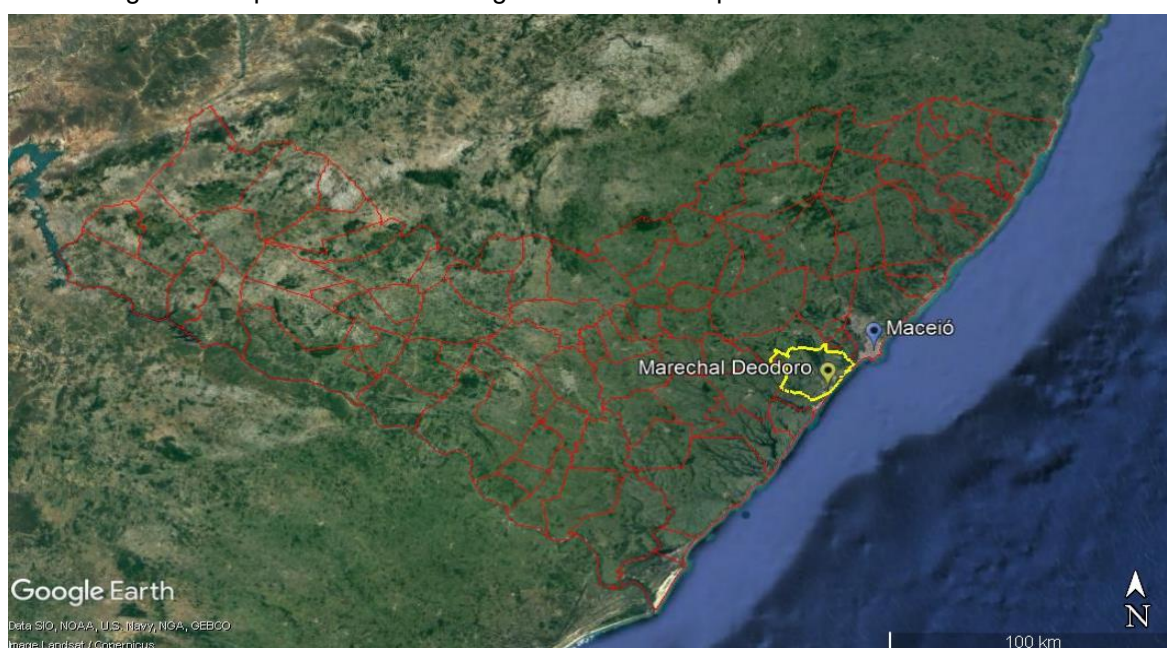 Maceió
Marechal Deodoro
Google Earth
Data SIO, NOAA, U.S. Navy, NGA, GEBCO
Image Landsat / Copernicus
N
100 km